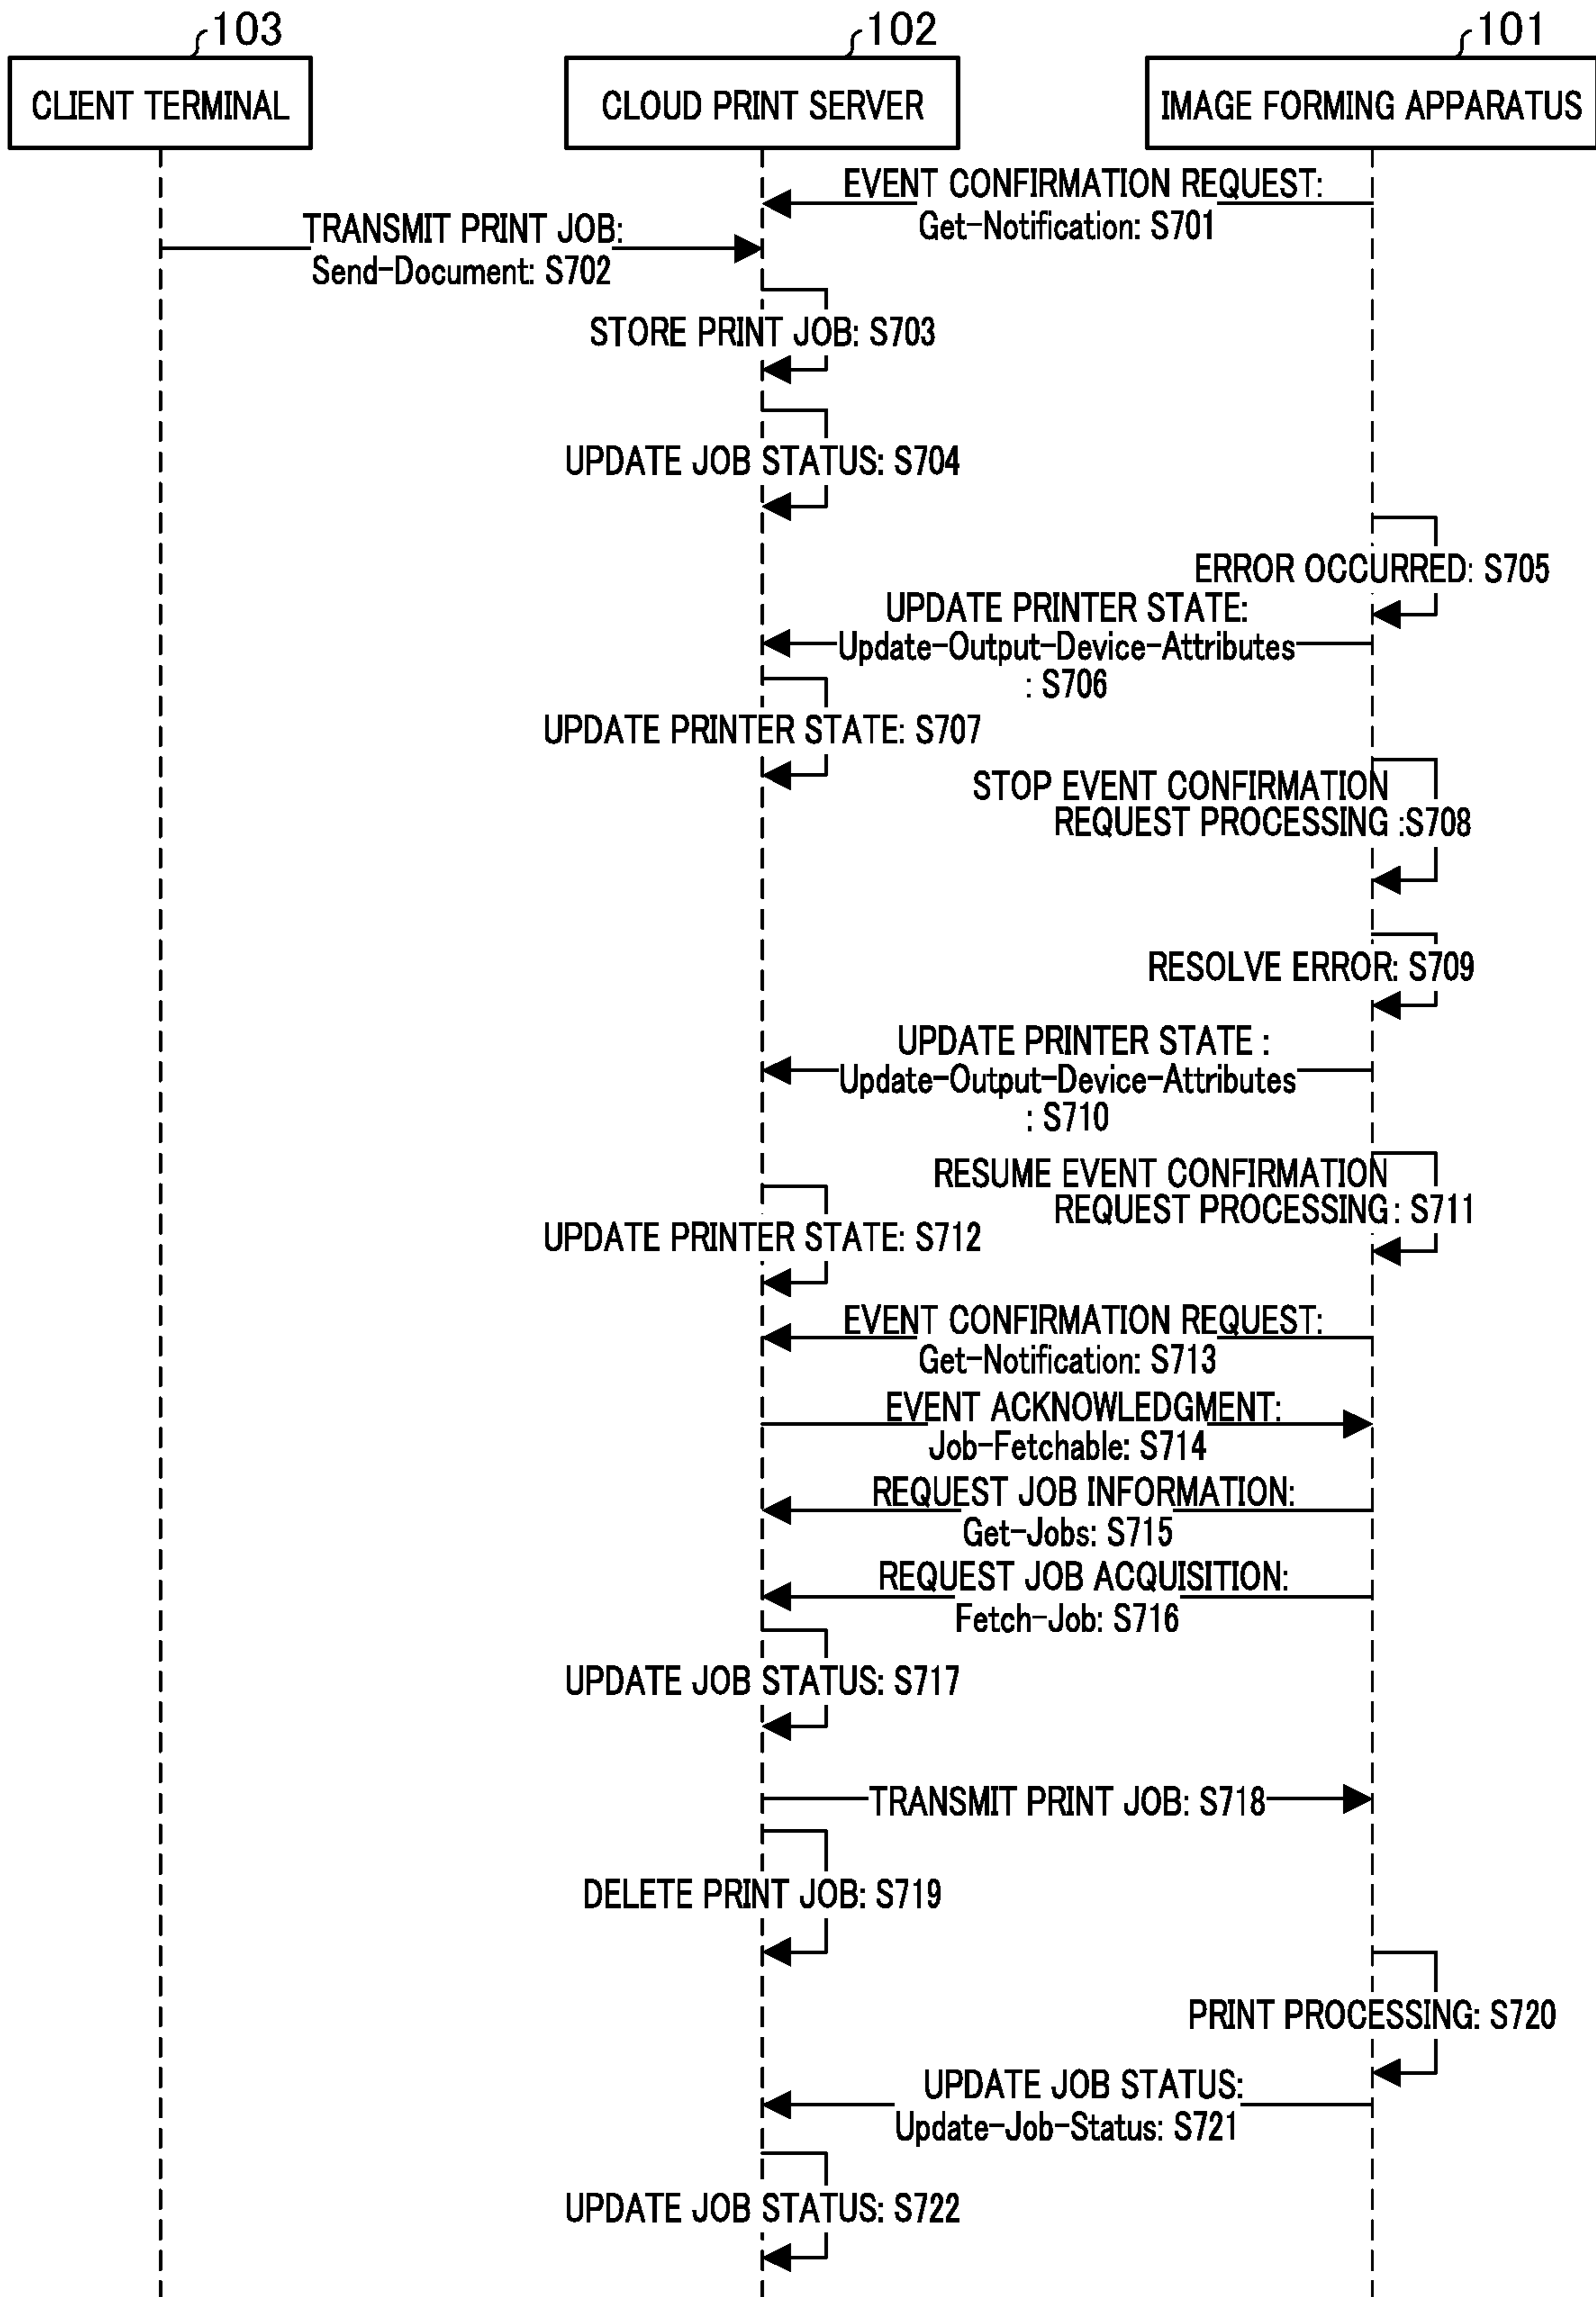 103
102
101
CLIENT TERMINAL
CLOUD PRINT SERVER
IMAGE FORMING APPARATUS
EVENT CONFIRMATION REQUEST:
Get-Notification: S701
TRANSMIT PRINT JOB:
Send-Document: S702
STORE PRINT JOB: S703
UPDATE JOB STATUS: S704
ERROR OCCURRED: S705
UPDATE PRINTER STATE:
Update-Output-Device-Attributes
: S706
UPDATE PRINTER STATE: S707
STOP EVENT CONFIRMATION
REQUEST PROCESSING :S708
RESOLVE ERROR: S709
UPDATE PRINTER STATE :
Update-Output-Device-Attributes
: S710
RESUME EVENT CONFIRMATION
REQUEST PROCESSING: S711
UPDATE PRINTER STATE: S712
EVENT CONFIRMATION REQUEST:
Get-Notification: S713
EVENT ACKNOWLEDGMENT:
Job-Fetchable: S714
REQUEST JOB INFORMATION:
Get-Jobs: S715
REQUEST JOB ACQUISITION:
Fetch-Job: S716
UPDATE JOB STATUS: S717
TRANSMIT PRINT JOB: S718
DELETE PRINT JOB: S719
PRINT PROCESSING: S720
UPDATE JOB STATUS:
Update-Job-Status: S721
UPDATE JOB STATUS: S722